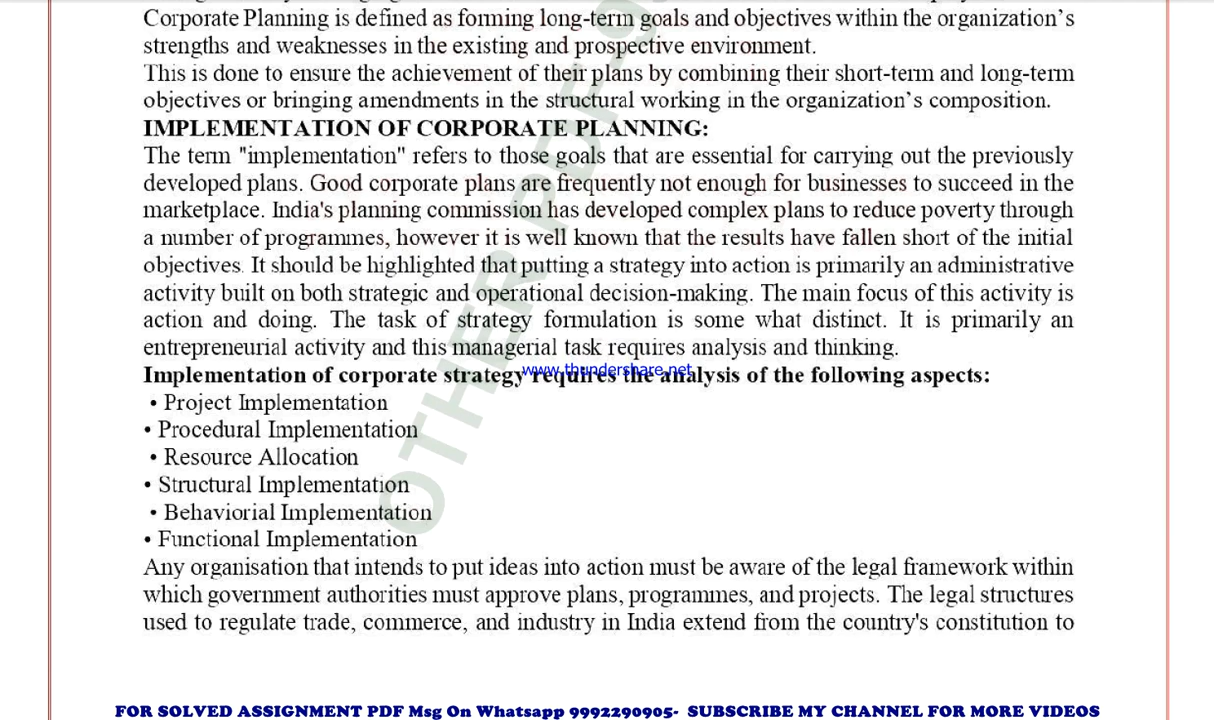 Corporate Planning is defined as forming long-term goals and objectives within the organization's
strengths and weaknesses in the existing and prospective environment.
This is done to ensure the achievement of their plans by combining their short-term and long-term
objectives or bringing amendments in the structural working in the organization's composition.
IMPLEMENTATION OF CORPORATE PLANNING:
The term "implementation" refers to those goals that are essential for carrying out the previously
developed plans. Good corporate plans are frequently not enough for businesses to succeed in the
marketplace. India's planning commission has developed complex plans to reduce poverty through
a number of programmes, however it is well known that the results have fallen short of the initial
objectives. It should be highlighted that putting a strategy into action is primarily an administrative
activity built on both strategic and operational decision-making. The main focus of this activity is
action and doing. The task of strategy formulation is some what distinct. It is primarily an
entrepreneurial activity and this managerial task requires analysis and thinking.
Implementation of corporate strategy requires the analysis of the following aspects:
www.thundershare.net
• Project Implementation
• Procedural Implementation
• Resource Allocation
• Structural Implementation
• Behaviorial Implementation
• Functional Implementation
Any organisation that intends to put ideas into action must be aware of the legal framework within
which government authorities must approve plans, programmes, and projects. The legal structures
used to regulate trade, commerce, and industry in India extend from the country's constitution to
OTHER PDF-9
FOR SOLVED ASSIGNMENT PDF Msg On Whatsapp 9992290905- SUBSCRIBE MY CHANNEL FOR MORE VIDEOS